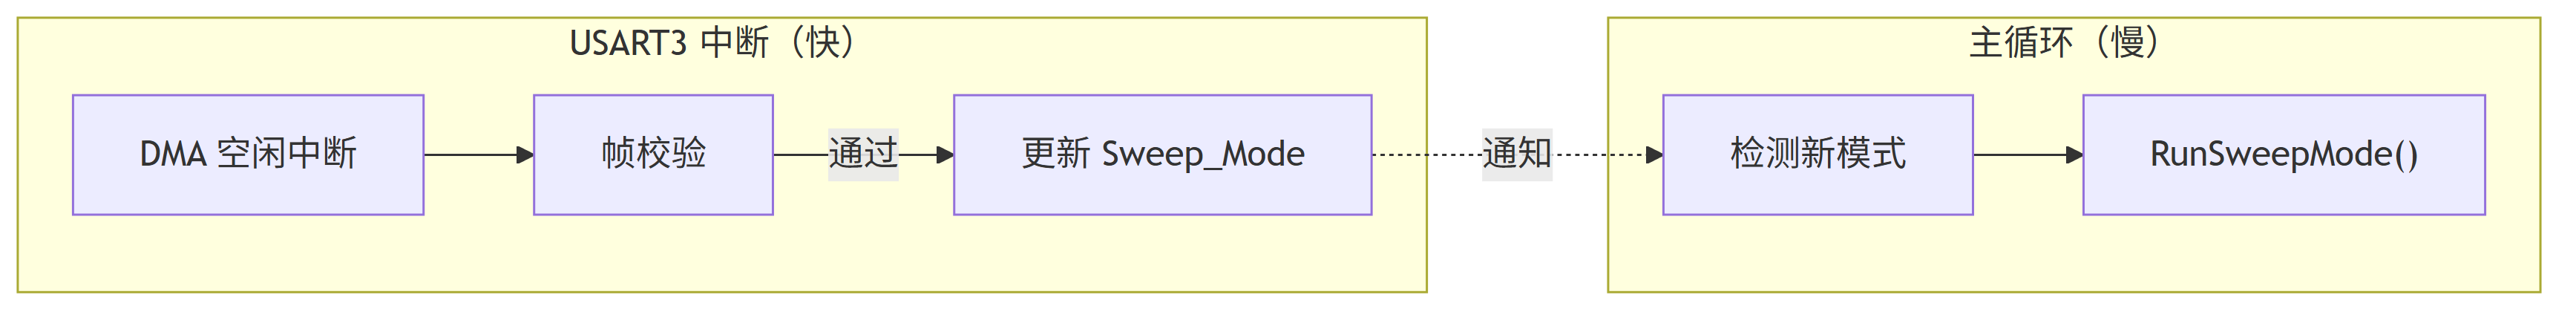 USART3 中断（快）
DMA 空闲中断
帧校验
通过
更新 Sweep_Mode
通知
主循环（慢）
检测新模式
RunSweepMode()